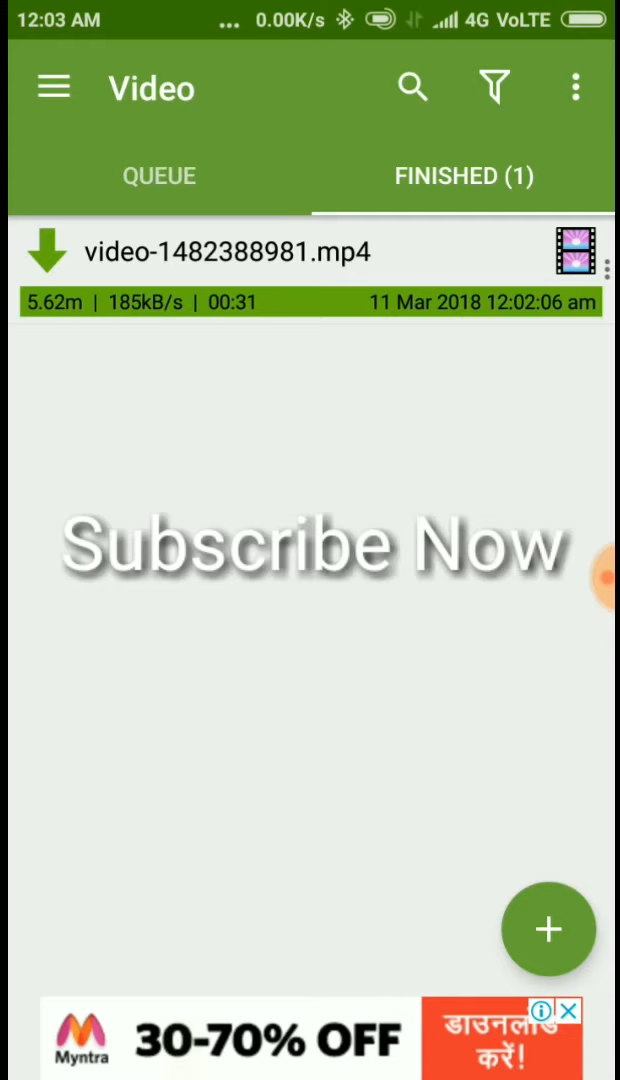 12:03 AM ... 0.00K/s 4G VoLTE
Video
QUEUE FINISHED (1)
video-1482388981.mp4
5.62m | 185kB/s | 00:31 11 Mar 2018 12:02:06 am
Subscribe Now
+
Myntra
30-70% OFF
डाउनलोड
करें!